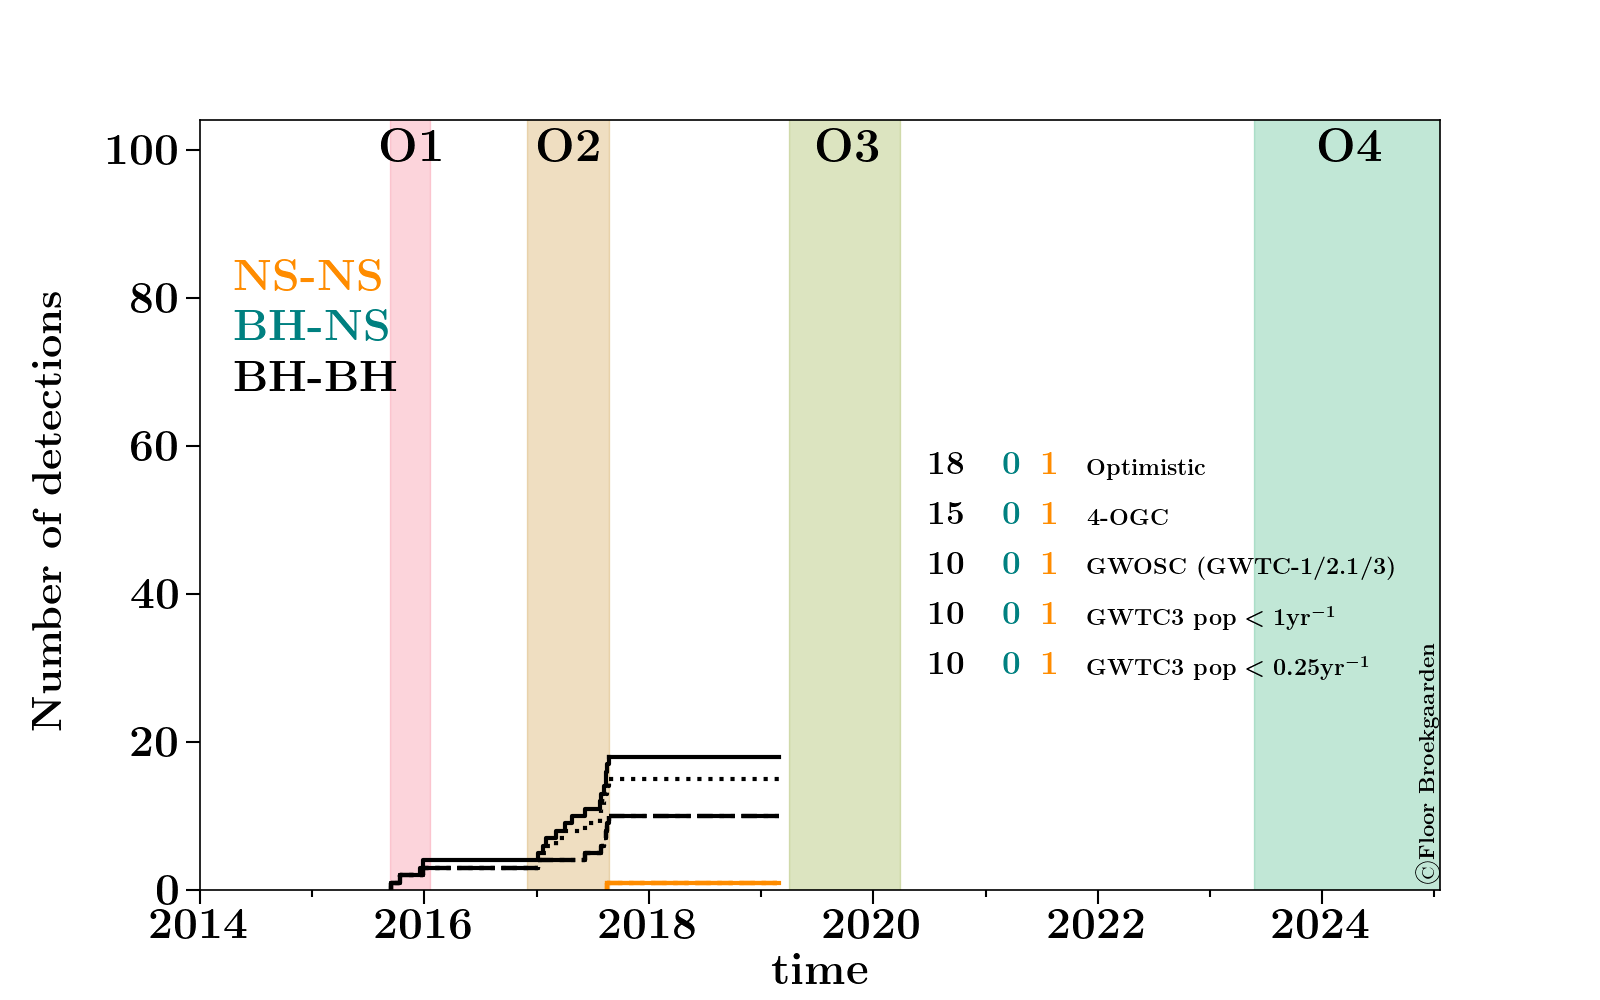 O1 O2 O3 O4
100
80
60
40
20
0
Number of detections
NS-NS
BH-NS
BH-BH
18 0 1 Optimistic
15 0 1 4-OGC
10 0 1 GWOSC (GWTC-1/2.1/3)
10 0 1 GWTC3 pop < 1yr⁻¹
10 0 1 GWTC3 pop < 0.25yr⁻¹
©Floor Broekgaarden
2014 2016 2018 2020 2022 2024
time